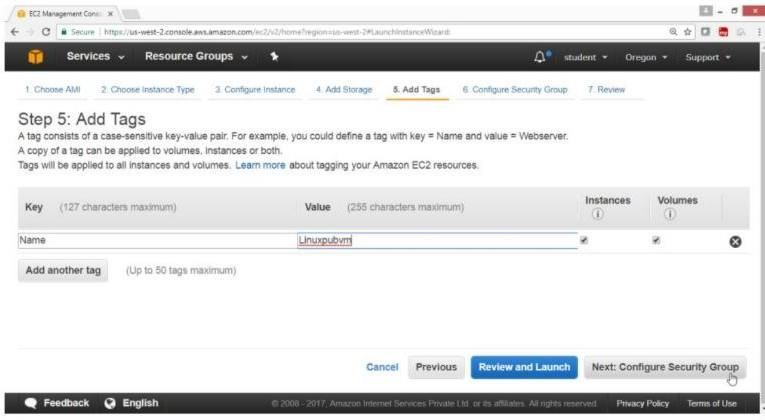 EC2 Management Conso
Secure | https://us-west-2.console.aws.amazon.com/ec2/v2/home?region=us-west-2#LaunchInstanceWizard:
Services Resource Groups student Oregon Support
1. Choose AMI 2. Choose Instance Type 3. Configure Instance 4. Add Storage 5. Add Tags 6. Configure Security Group 7. Review
Step 5: Add Tags
A tag consists of a case-sensitive key-value pair. For example, you could define a tag with key = Name and value = Webserver.
A copy of a tag can be applied to volumes, instances or both.
Tags will be applied to all instances and volumes. Learn more about tagging your Amazon EC2 resources.
Key (127 characters maximum) Value (255 characters maximum) Instances Volumes
Name Linuxpubvm
Add another tag (Up to 50 tags maximum)
Cancel Previous Review and Launch Next: Configure Security Group
Feedback English © 2008 - 2017, Amazon Internet Services Private Ltd. or its affiliates. All rights reserved. Privacy Policy Terms of Use